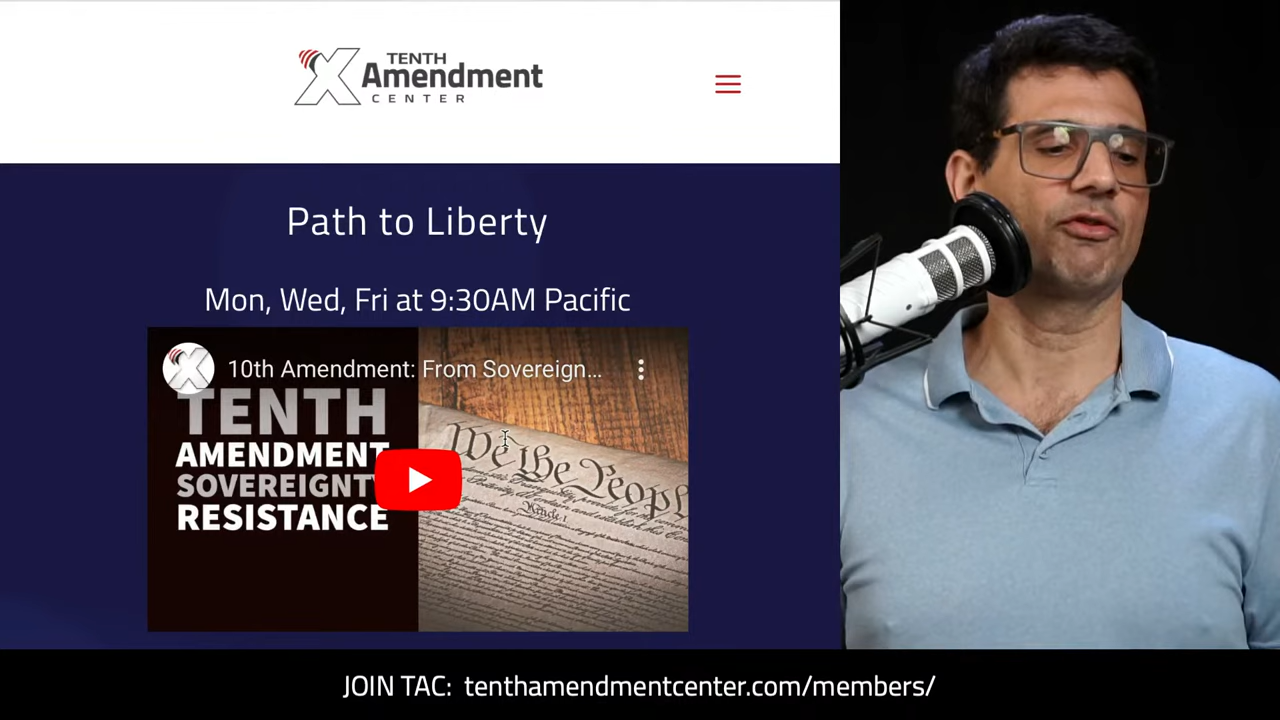 TENTH
Amendment
CENTER
Path to Liberty
Mon, Wed, Fri at 9:30AM Pacific
10th Amendment: From Sovereign...
TENTH
AMENDMENT
SOVEREIGNTY
RESISTANCE
We the People
Article I
JOIN TAC: tenthamendmentcenter.com/members/